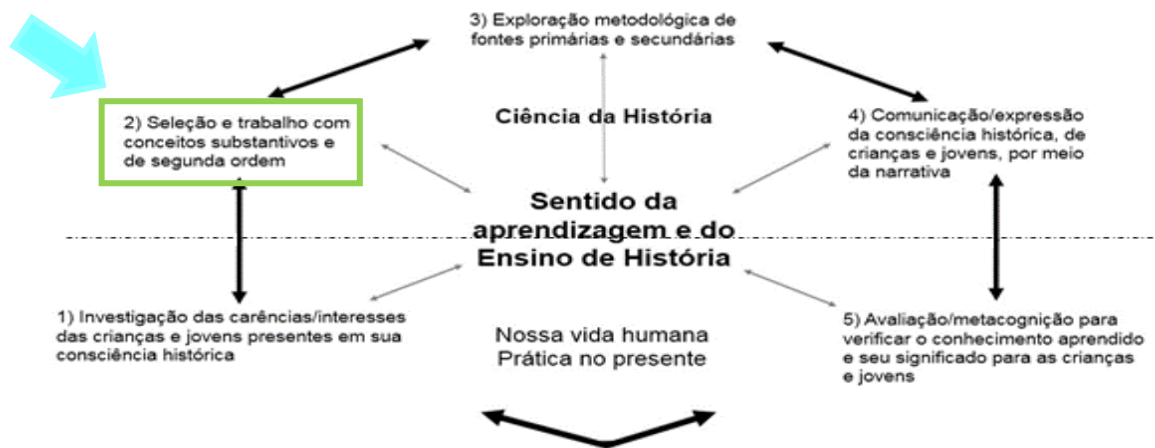 3) Exploração metodológica de
fontes primárias e secundárias
2) Seleção e trabalho com
conceitos substantivos e
de segunda ordem
Ciência da História
4) Comunicação/expressão
da consciência histórica, de
crianças e jovens, por meio
da narrativa
Sentido da
aprendizagem e do
Ensino de História
1) Investigação das carências/interesses
das crianças e jovens presentes em sua
consciência histórica
Nossa vida humana
Prática no presente
5) Avaliação/metacognição para
verificar o conhecimento aprendido
e seu significado para as crianças
e jovens